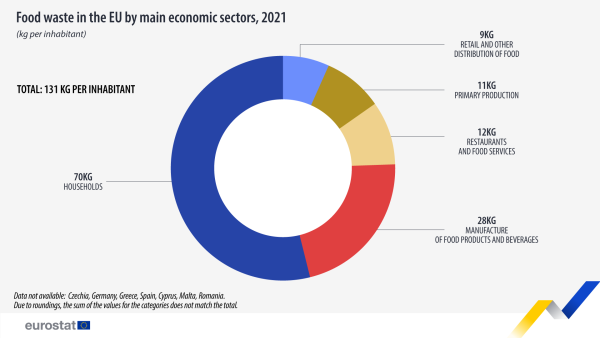 Food waste in the EU by main economic sectors, 2021
(kg per inhabitant)
TOTAL: 131 KG PER INHABITANT
9KG
RETAIL AND OTHER
DISTRIBUTION OF FOOD
11KG
PRIMARY PRODUCTION
12KG
RESTAURANTS
AND FOOD SERVICES
70KG
HOUSEHOLDS
28KG
MANUFACTURE
OF FOOD PRODUCTS AND BEVERAGES
Data not available: Czechia, Germany, Greece, Spain, Cyprus, Malta, Romania.
Due to roundings, the sum of the values for the categories does not match the total.
eurostat